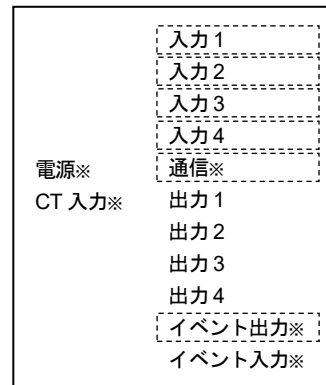 入力1
入力2
入力3
入力4
電源※
通信※
CT 入力※
出力1
出力2
出力3
出力4
イベント出力※
イベント入力※